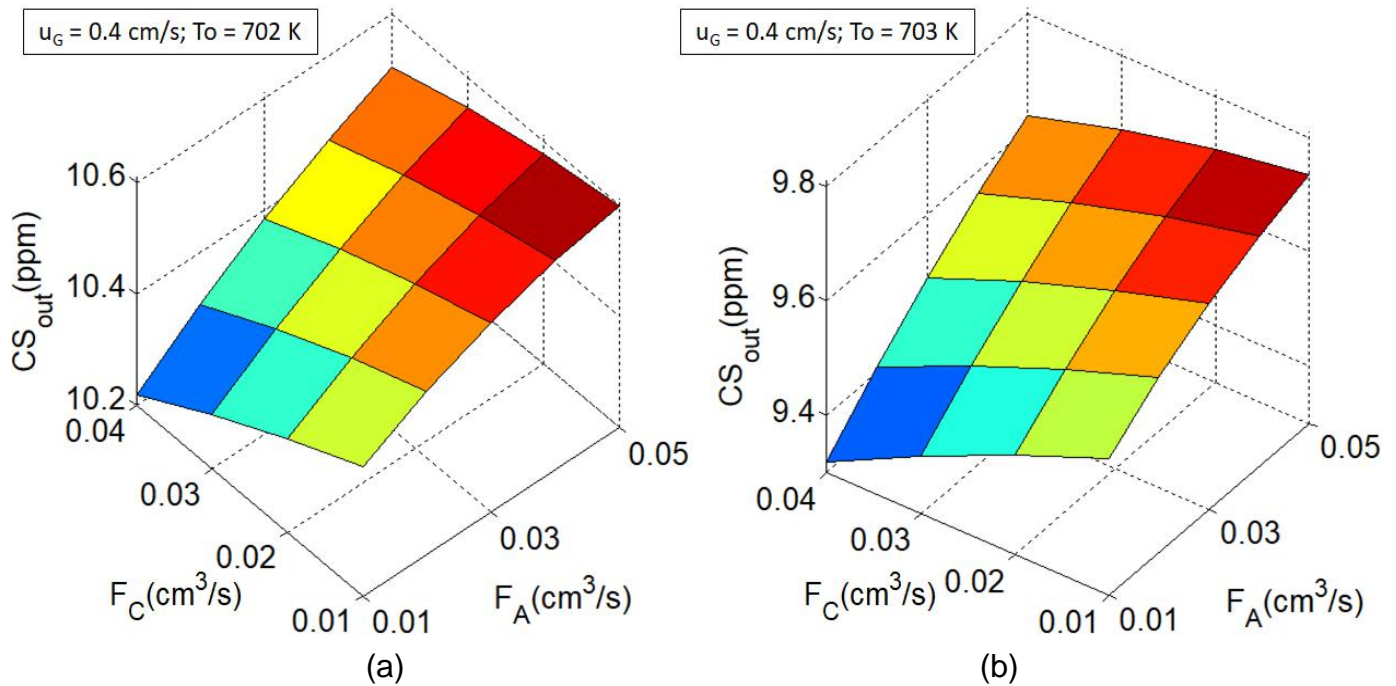 u_G = 0.4 cm/s; To = 702 K
10.6
10.4
10.2
CS_out(ppm)
0.04
0.03
0.02
0.01
F_C(cm³/s)
0.01
0.03
0.05
F_A(cm³/s)
(a)
u_G = 0.4 cm/s; To = 703 K
9.8
9.6
9.4
CS_out(ppm)
0.04
0.03
0.02
0.01
F_C(cm³/s)
0.01
0.03
0.05
F_A(cm³/s)
(b)